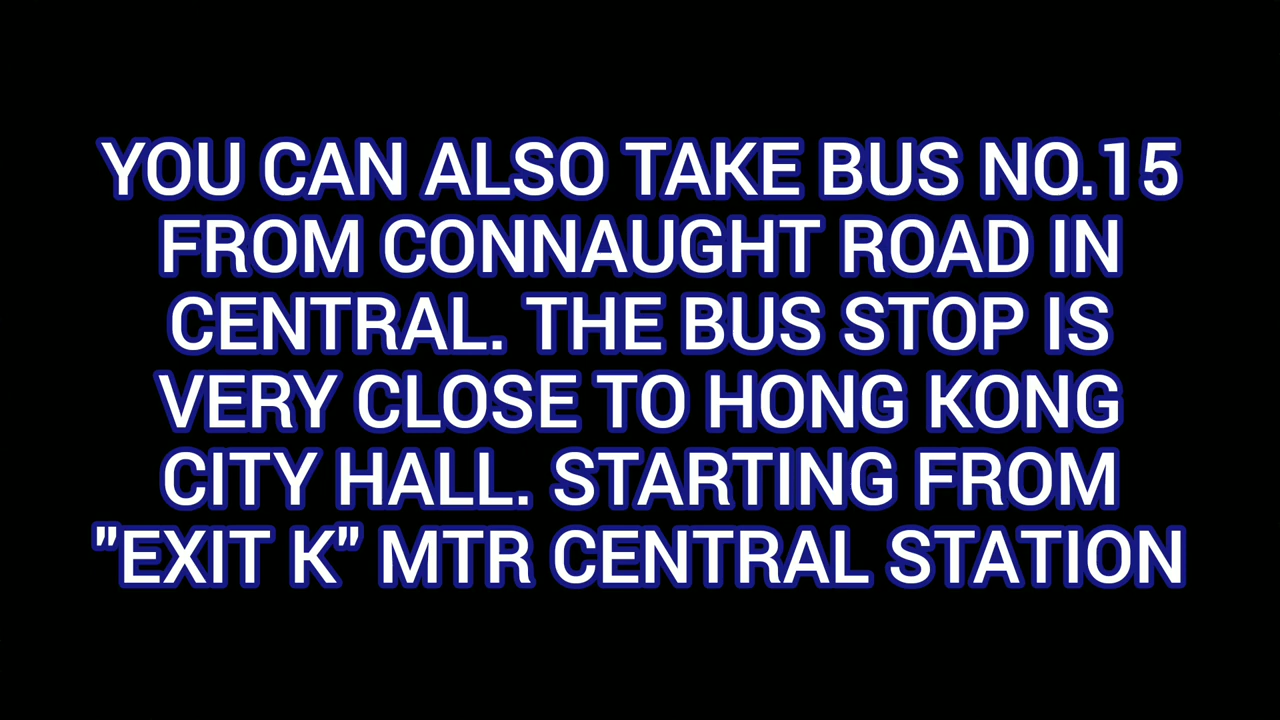 YOU CAN ALSO TAKE BUS NO.15
FROM CONNAUGHT ROAD IN
CENTRAL. THE BUS STOP IS
VERY CLOSE TO HONG KONG
CITY HALL. STARTING FROM
"EXIT K" MTR CENTRAL STATION